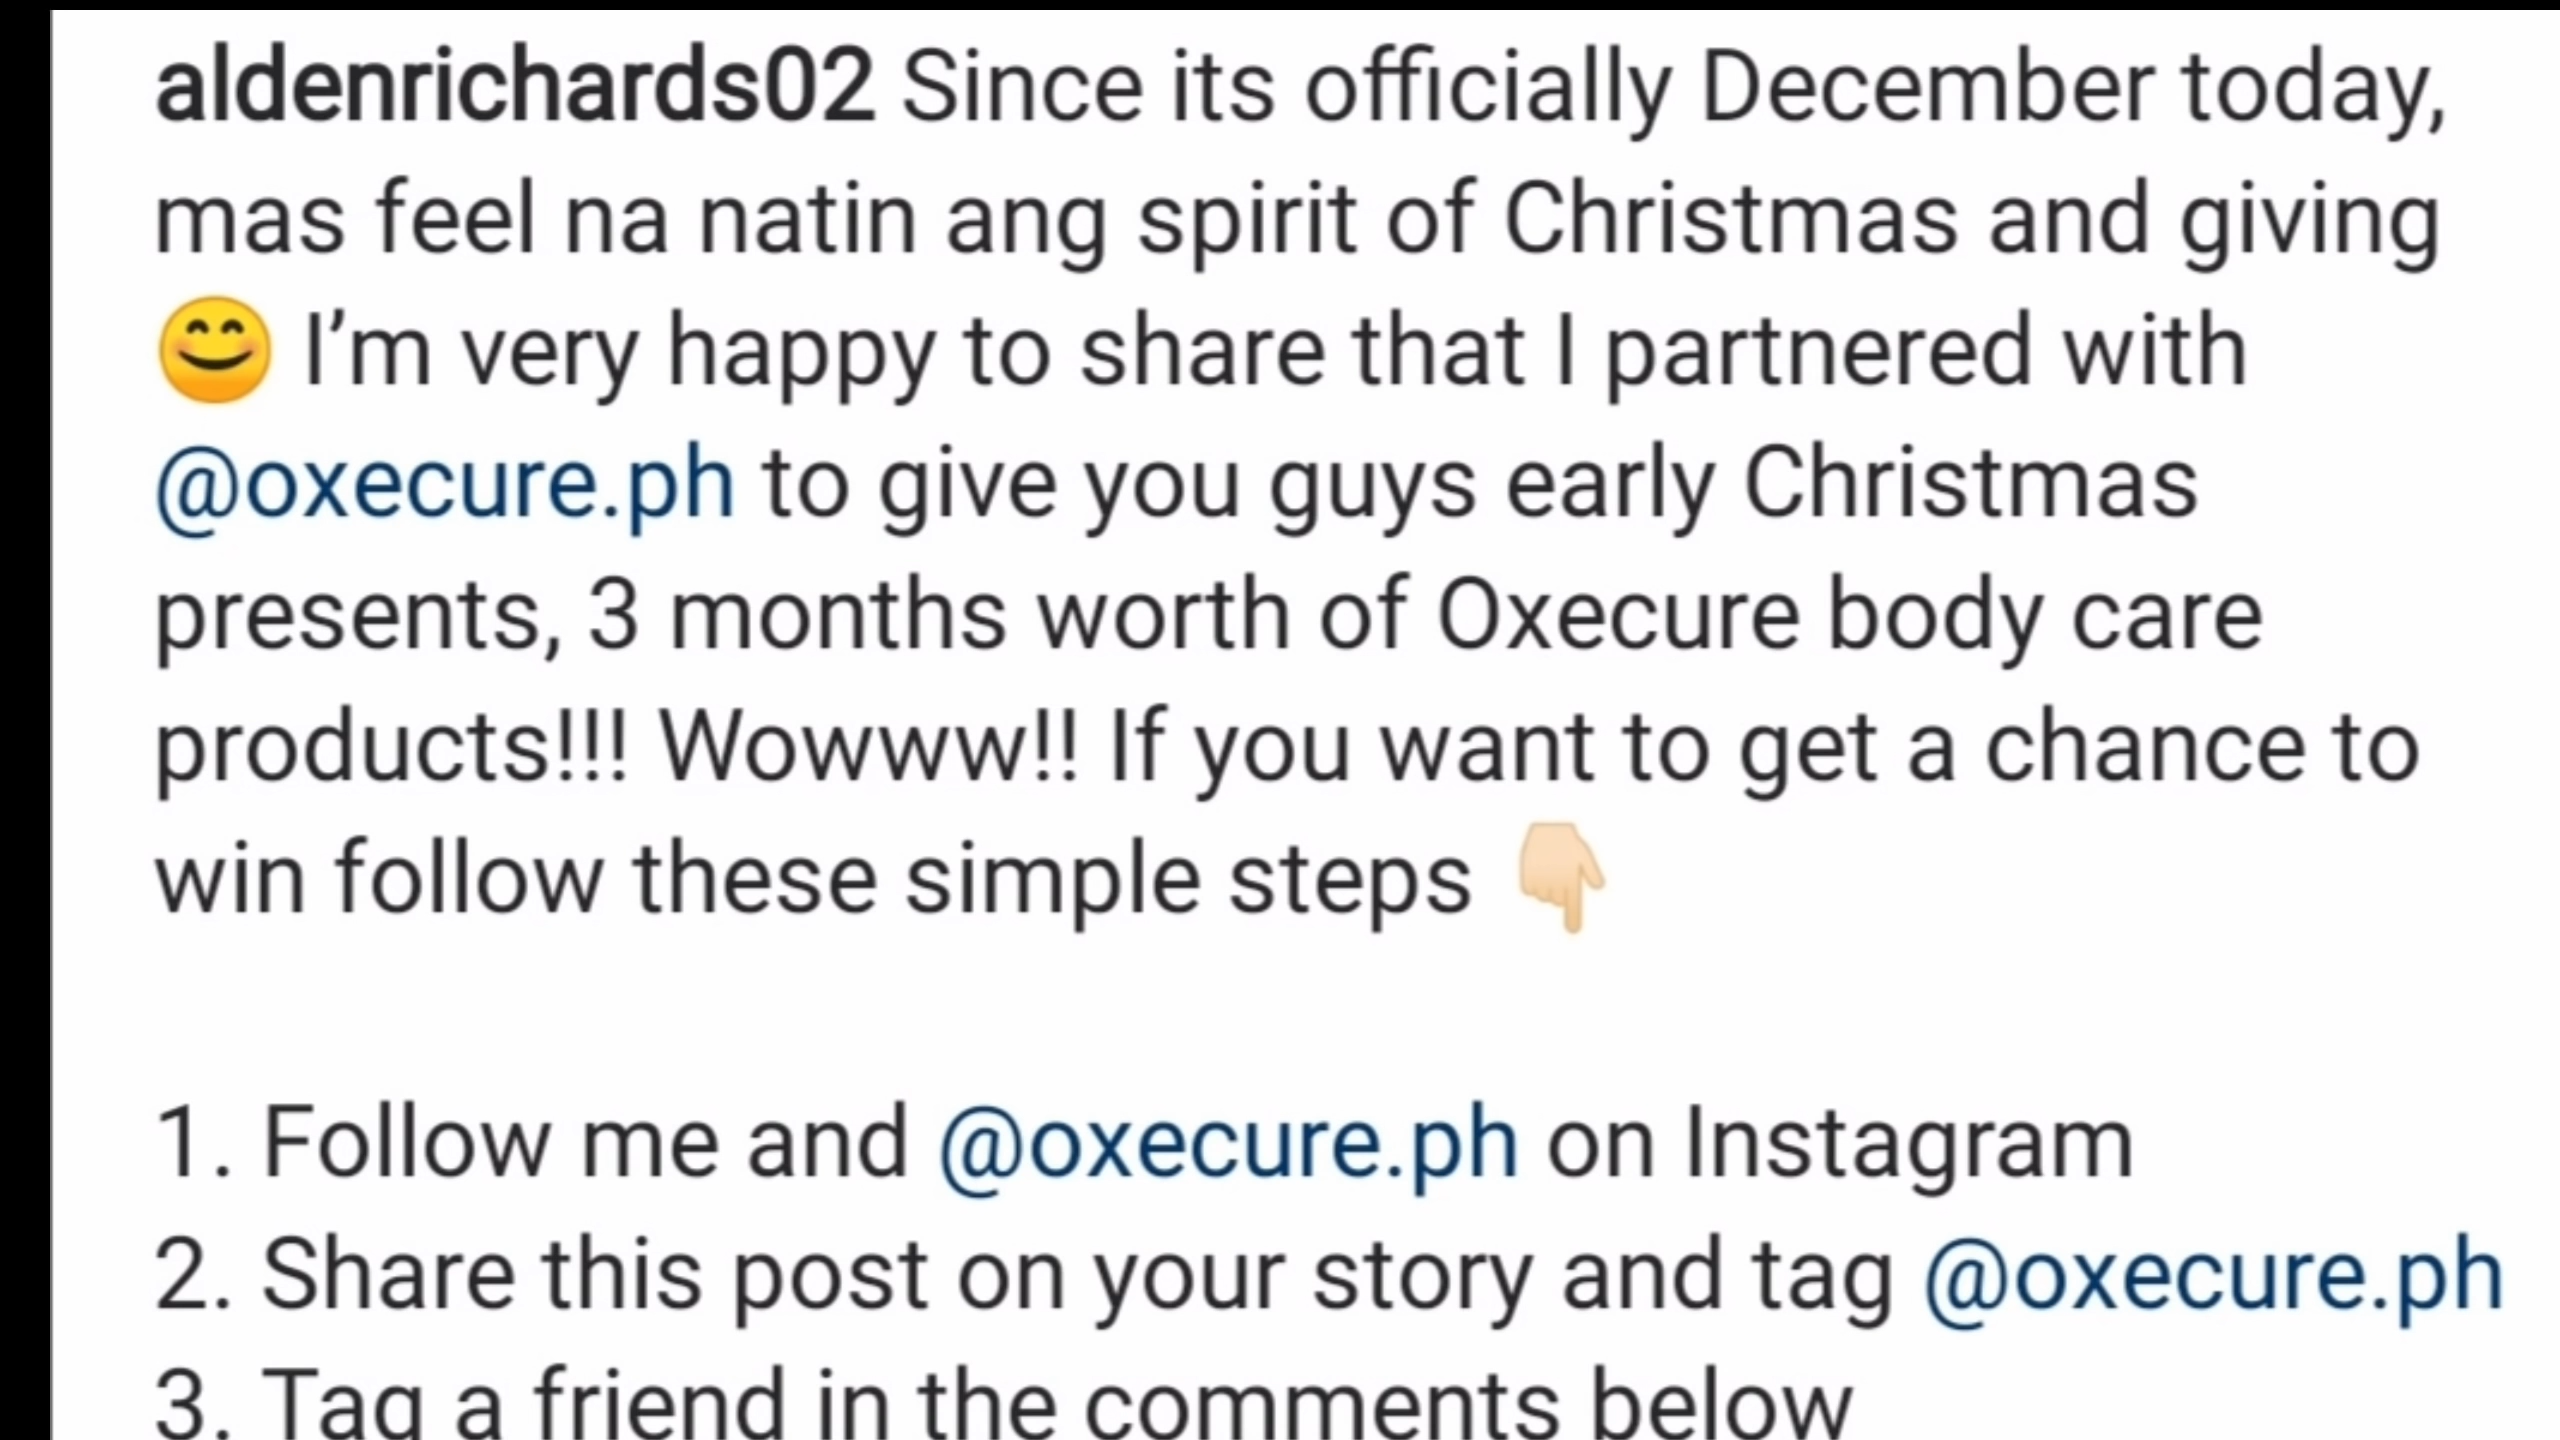 aldenrichards02 Since its officially December today,
mas feel na natin ang spirit of Christmas and giving
😊 I’m very happy to share that I partnered with
@oxecure.ph to give you guys early Christmas
presents, 3 months worth of Oxecure body care
products!!! Wowww!! If you want to get a chance to
win follow these simple steps 👇🏻
1. Follow me and @oxecure.ph on Instagram
2. Share this post on your story and tag @oxecure.ph
3. Tag a friend in the comments below